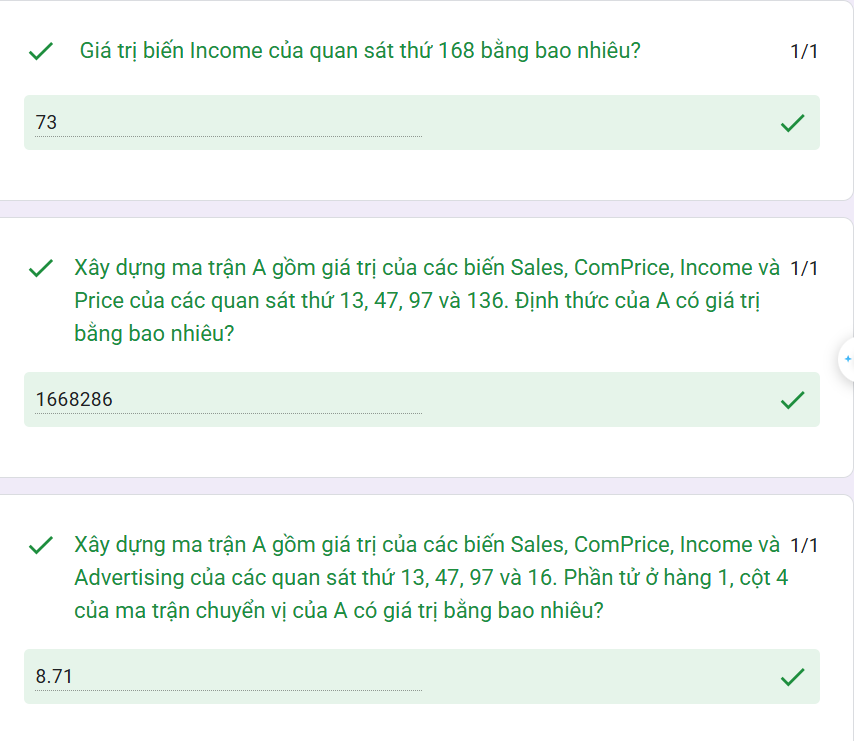 Giá trị biến Income của quan sát thứ 168 bằng bao nhiêu? 1/1
73
Xây dựng ma trận A gồm giá trị của các biến Sales, ComPrice, Income và 1/1
Price của các quan sát thứ 13, 47, 97 và 136. Định thức của A có giá trị
bằng bao nhiêu?
1668286
Xây dựng ma trận A gồm giá trị của các biến Sales, ComPrice, Income và 1/1
Advertising của các quan sát thứ 13, 47, 97 và 16. Phần tử ở hàng 1, cột 4
của ma trận chuyển vị của A có giá trị bằng bao nhiêu?
8.71